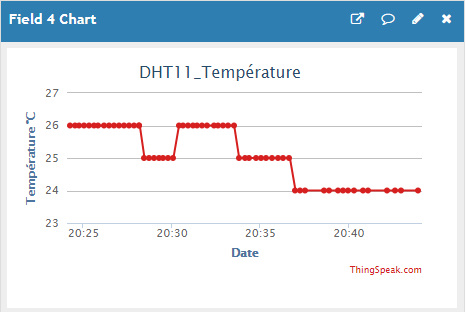 Field 4 Chart
DHT11_Température
Température °C
27
26
25
24
23
20:25 20:30 20:35 20:40
Date
ThingSpeak.com